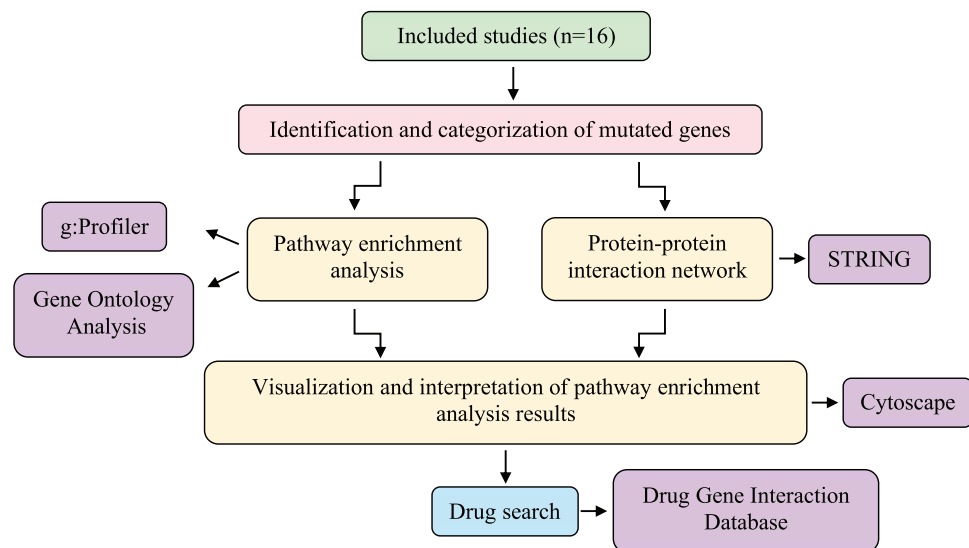 Included studies (n=16)
Identification and categorization of mutated genes
g:Profiler
Pathway enrichment
analysis
Protein-protein
interaction network
STRING
Gene Ontology
Analysis
Visualization and interpretation of pathway enrichment
analysis results
Cytoscape
Drug search
Drug Gene Interaction
Database